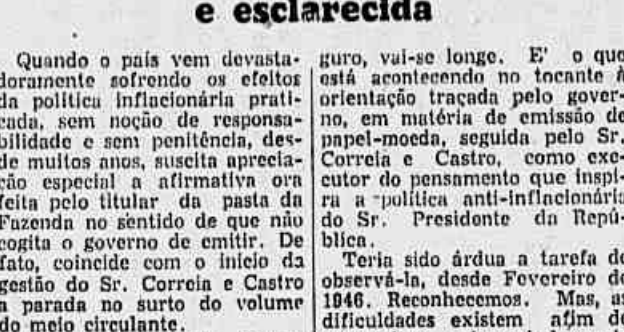 e esclarecida
Quando o país vem devasta-
doramente sofrendo os efeitos
da política inflacionária prati-
cada, sem noção de responsa-
bilidade e sem penitência, des-
de muitos anos, suscita aprecia-
ção especial a afirmativa ora
feita pelo titular da pasta da
Fazenda no sentido de que não
cogita o governo de emitir. De
fato, coincide com o início da
gestão do Sr. Correia e Castro
a parada no surto do volume
do meio circulante.
guro, vai-se longe. E' o que
está acontecendo no tocante à
orientação traçada pelo gover-
no, em matéria de emissão de
papel-moeda, seguida pelo Sr.
Correia e Castro, como exe-
cutor do pensamento que inspi-
ra a política anti-inflacionária
do Sr. Presidente da Repú-
blica.
Teria sido árdua a tarefa de
observá-la, desde Fevereiro de
1946. Reconhecemos. Mas, as
dificuldades existem afim de